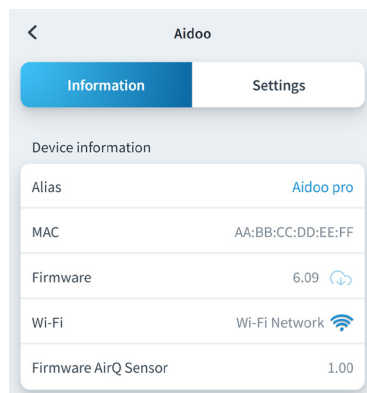 Aidoo
Information Settings
Device information
Alias Aidoo pro
MAC AA:BB:CC:DD:EE:FF
Firmware 6.09
Wi-Fi Wi-Fi Network
Firmware AirQ Sensor 1.00